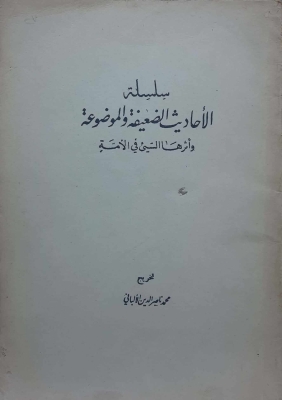 سلسلة
الأحاديث الضعيفة والموضوعة
وأثرها السيئ في الأمة
تخريج
محمد ناصر الدين الألباني